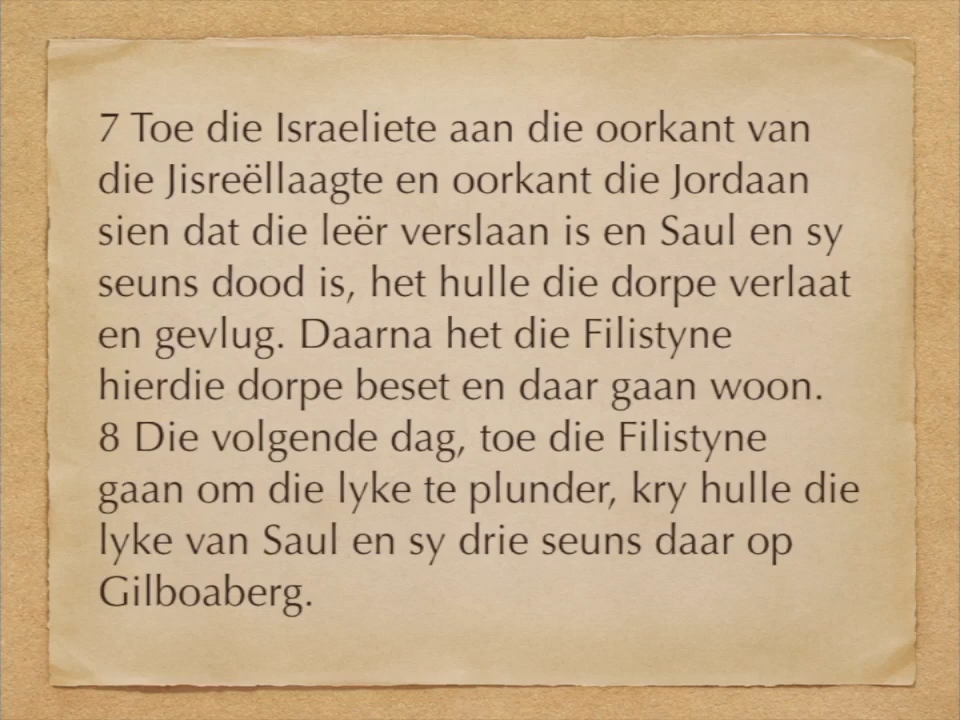 7 Toe die Israeliete aan die oorkant van
die Jisreëllaagte en oorkant die Jordaan
sien dat die leër verslaan is en Saul en sy
seuns dood is, het hulle die dorpe verlaat
en gevlug. Daarna het die Filistyne
hierdie dorpe beset en daar gaan woon.
8 Die volgende dag, toe die Filistyne
gaan om die lyke te plunder, kry hulle die
lyke van Saul en sy drie seuns daar op
Gilboaberg.